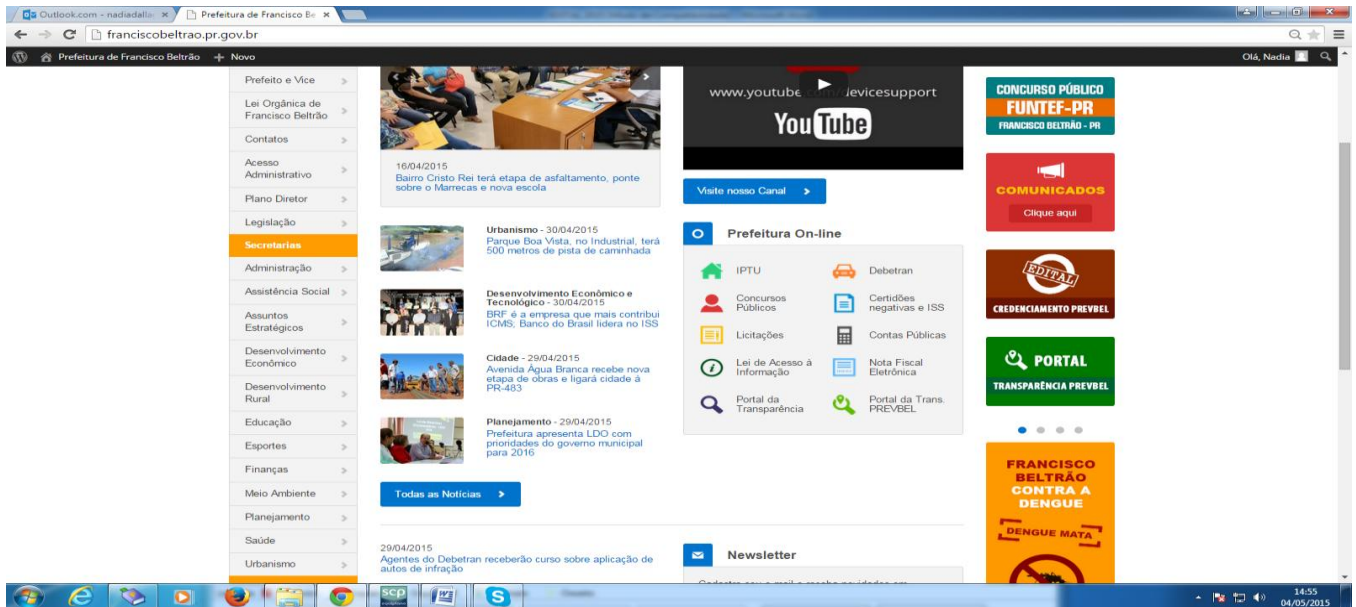 Outlook.com - nadiadalla
Prefeitura de Francisco Be
franciscobeltrao.pr.gov.br
Prefeitura de Francisco Beltrão + Novo
Olá, Nadia
Prefeito e Vice
Lei Orgânica de
Francisco Beltrão
Contatos
Acesso
Administrativo
Plano Diretor
Legislação
Secretarias
Administração
Assistência Social
Assuntos
Estratégicos
Desenvolvimento
Econômico
Desenvolvimento
Rural
Educação
Esportes
Finanças
Meio Ambiente
Planejamento
Saúde
Urbanismo
16/04/2015
Bairro Cristo Rei terá etapa de asfaltamento, ponte
sobre o Marrecas e nova escola
Urbanismo - 30/04/2015
Parque Boa Vista, no Industrial, terá
500 metros de pista de caminhada
Desenvolvimento Econômico e
Tecnológico - 30/04/2015
BRF é a empresa que mais contribui
ICMS; Banco do Brasil lidera no ISS
Cidade - 29/04/2015
Avenida Água Branca recebe nova
etapa de obras e ligará cidade à
PR-483
Planejamento - 29/04/2015
Prefeitura apresenta LDO com
prioridades do governo municipal
para 2016
Todas as Notícias
29/04/2015
Agentes do Debetran receberão curso sobre aplicação de
autos de infração
www.youtube. /devicesupport
YouTube
Visite nosso Canal
Prefeitura On-line
IPTU
Debetran
Concursos
Públicos
Certidões
negativas e ISS
Licitações
Contas Públicas
Lei de Acesso à
Informação
Nota Fiscal
Eletrônica
Portal da
Transparência
Portal da Trans.
PREVBEL
Newsletter
CONCURSO PÚBLICO
FUNTEF-PR
FRANCISCO BELTRÃO - PR
COMUNICADOS
Clique aqui
EDITAL
CREDENCIAMENTO PREVBEL
PORTAL
TRANSPARÊNCIA PREVBEL
FRANCISCO
BELTRÃO
CONTRA A
DENGUE
DENGUE MATA
scp
14:55
04/05/2015